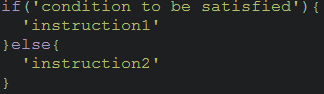 if('condition to be satisfied'){
  'instruction1'
}else{
  'instruction2'
}